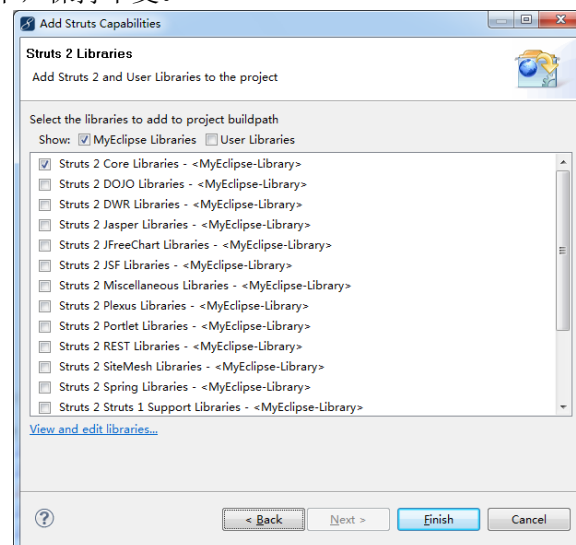 Add Struts Capabilities
Struts 2 Libraries
Add Struts 2 and User Libraries to the project
Select the libraries to add to project buildpath
Show: MyEclipse Libraries User Libraries
Struts 2 Core Libraries - <MyEclipse-Library>
Struts 2 DOJO Libraries - <MyEclipse-Library>
Struts 2 DWR Libraries - <MyEclipse-Library>
Struts 2 Jasper Libraries - <MyEclipse-Library>
Struts 2 JFreeChart Libraries - <MyEclipse-Library>
Struts 2 JSF Libraries - <MyEclipse-Library>
Struts 2 Miscellaneous Libraries - <MyEclipse-Library>
Struts 2 Plexus Libraries - <MyEclipse-Library>
Struts 2 Portlet Libraries - <MyEclipse-Library>
Struts 2 REST Libraries - <MyEclipse-Library>
Struts 2 SiteMesh Libraries - <MyEclipse-Library>
Struts 2 Spring Libraries - <MyEclipse-Library>
Struts 2 Struts 1 Support Libraries - <MyEclipse-Library>
View and edit libraries...
< Back Next > Finish Cancel